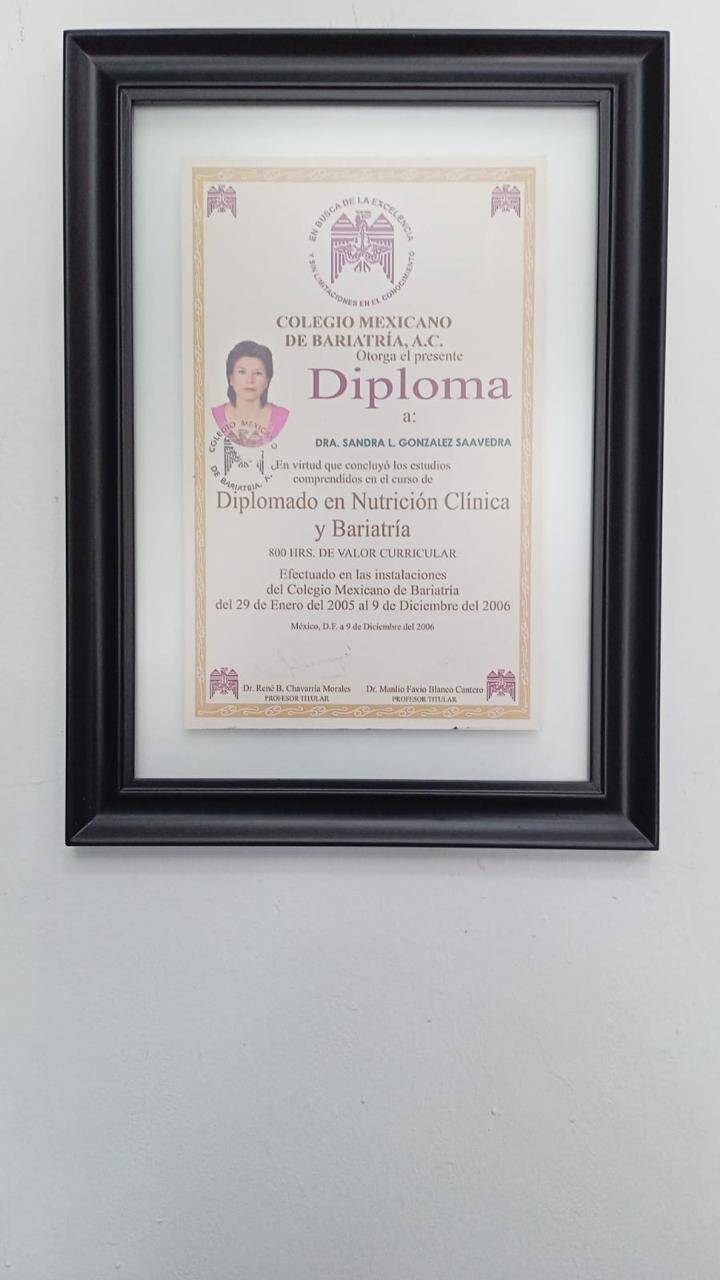 EN BUSCA DE LA EXCELENCIA
Y SIN LIMITACIONES EN EL CONOCIMIENTO
COLEGIO MEXICANO
DE BARIATRÍA, A.C.
Otorga el presente
Diploma
a:
DRA. SANDRA L. GONZALEZ SAAVEDRA
COLEGIO MEXICANO
DE BARIATRIA, A.
En virtud que concluyó los estudios
comprendidos en el curso de
Diplomado en Nutrición Clínica
y Bariatría
800 HRS. DE VALOR CURRICULAR
Efectuado en las instalaciones
del Colegio Mexicano de Bariatría
del 29 de Enero del 2005 al 9 de Diciembre del 2006
México, D.F. a 9 de Diciembre del 2006
Dr. René B. Chavarría Morales Dr. Manlio Favio Blanco Cantero
PROFESOR TITULAR PROFESOR TITULAR